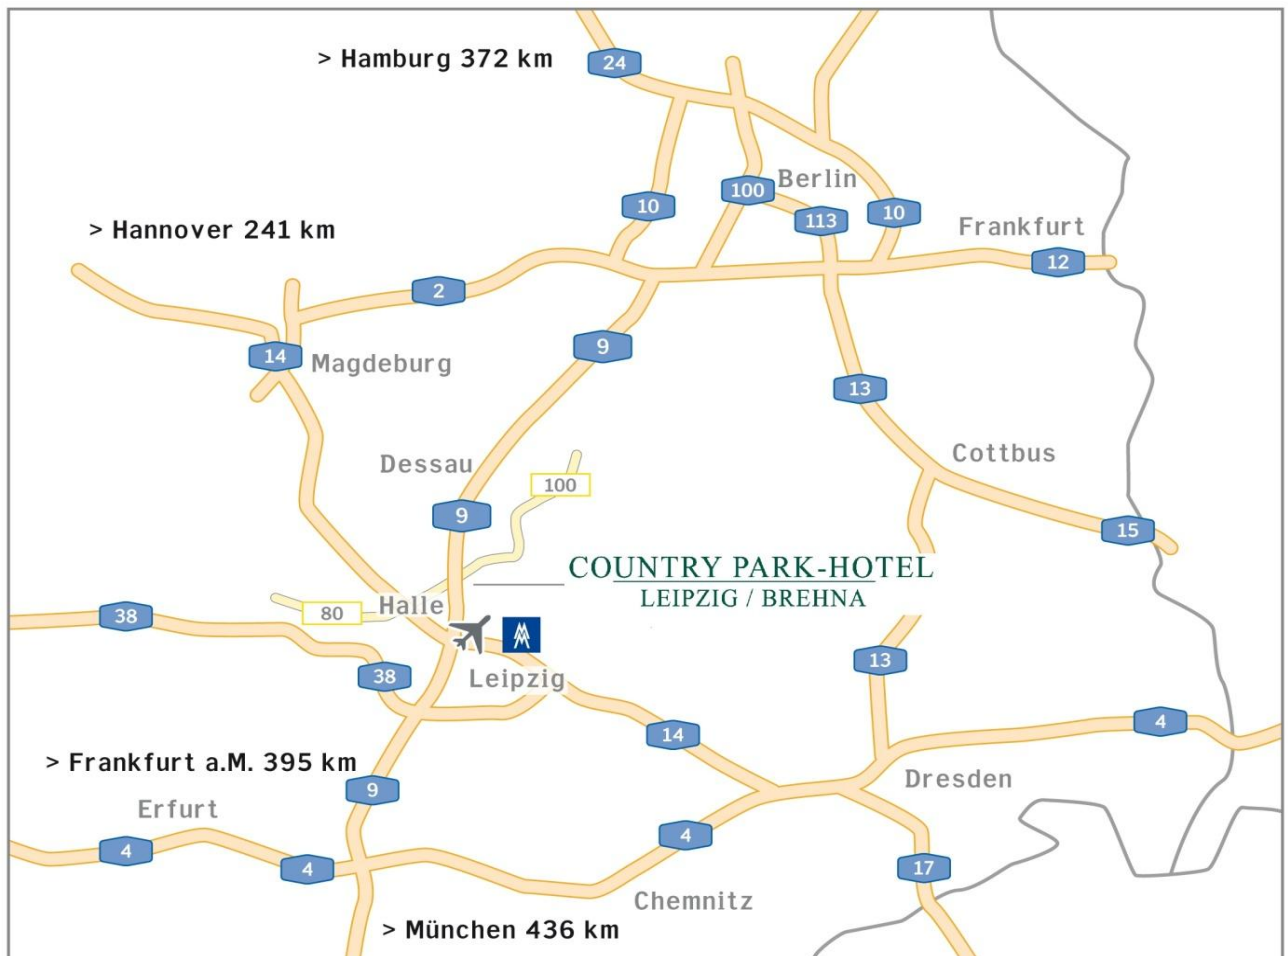 > Hamburg 372 km
24
Berlin
100
10
113
10
> Hannover 241 km
Frankfurt
12
2
9
14
Magdeburg
13
Cottbus
Dessau
100
9
15
COUNTRY PARK-HOTEL
LEIPZIG / BREHNA
Halle
80
38
38
Leipzig
13
14
4
> Frankfurt a.M. 395 km
Dresden
9
Erfurt
4
4
4
17
Chemnitz
> München 436 km